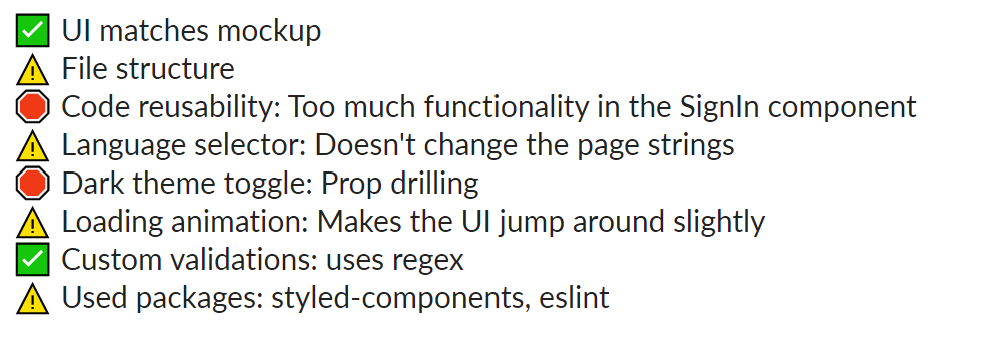 ✅ UI matches mockup
⚠️ File structure
🛑 Code reusability: Too much functionality in the SignIn component
⚠️ Language selector: Doesn't change the page strings
🛑 Dark theme toggle: Prop drilling
⚠️ Loading animation: Makes the UI jump around slightly
✅ Custom validations: uses regex
⚠️ Used packages: styled-components, eslint